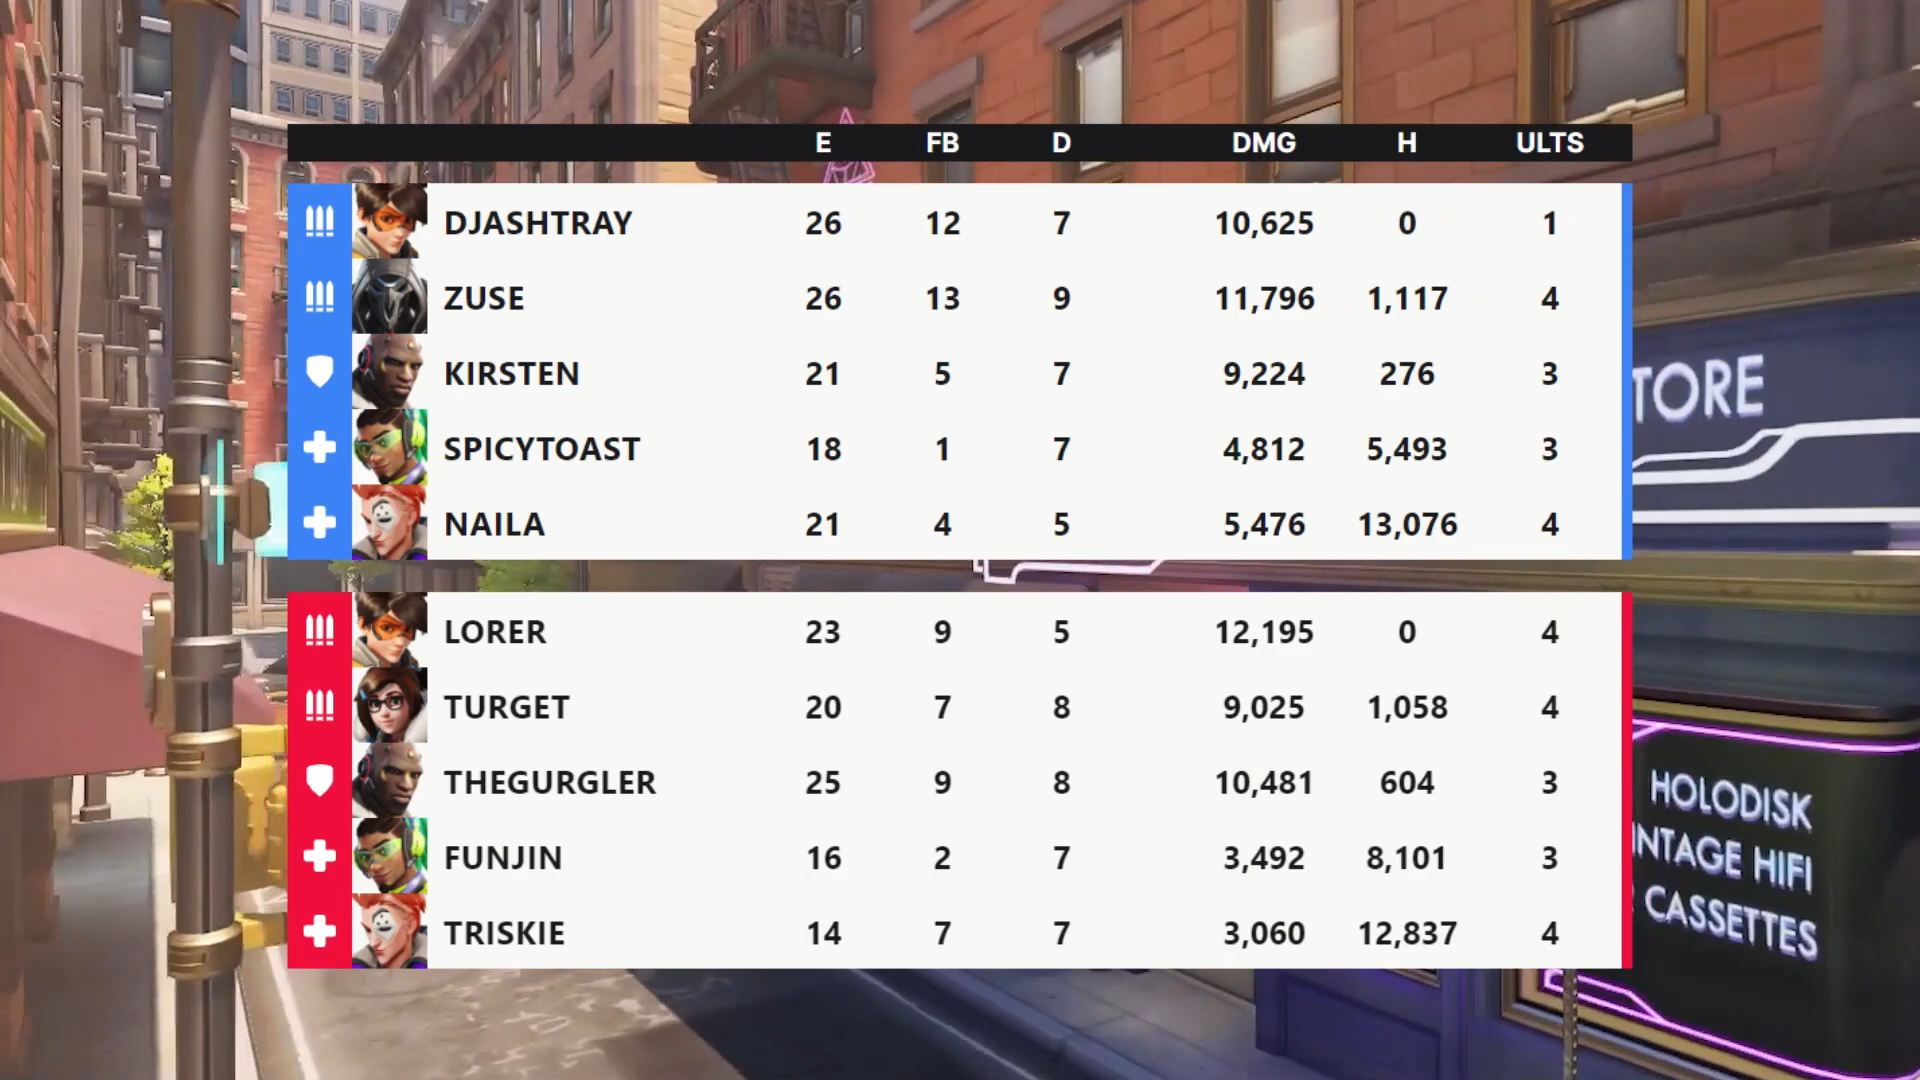 E FB D DMG H ULTS
DJASHTRAY 26 12 7 10,625 0 1
ZUSE 26 13 9 11,796 1,117 4
KIRSTEN 21 5 7 9,224 276 3
SPICYTOAST 18 1 7 4,812 5,493 3
NAILA 21 4 5 5,476 13,076 4
LORER 23 9 5 12,195 0 4
TURGET 20 7 8 9,025 1,058 4
THEGURGLER 25 9 8 10,481 604 3
FUNJIN 16 2 7 3,492 8,101 3
TRISKIE 14 7 7 3,060 12,837 4
TORE
HOLODISK
INTAGE HIFI
CASSETTES